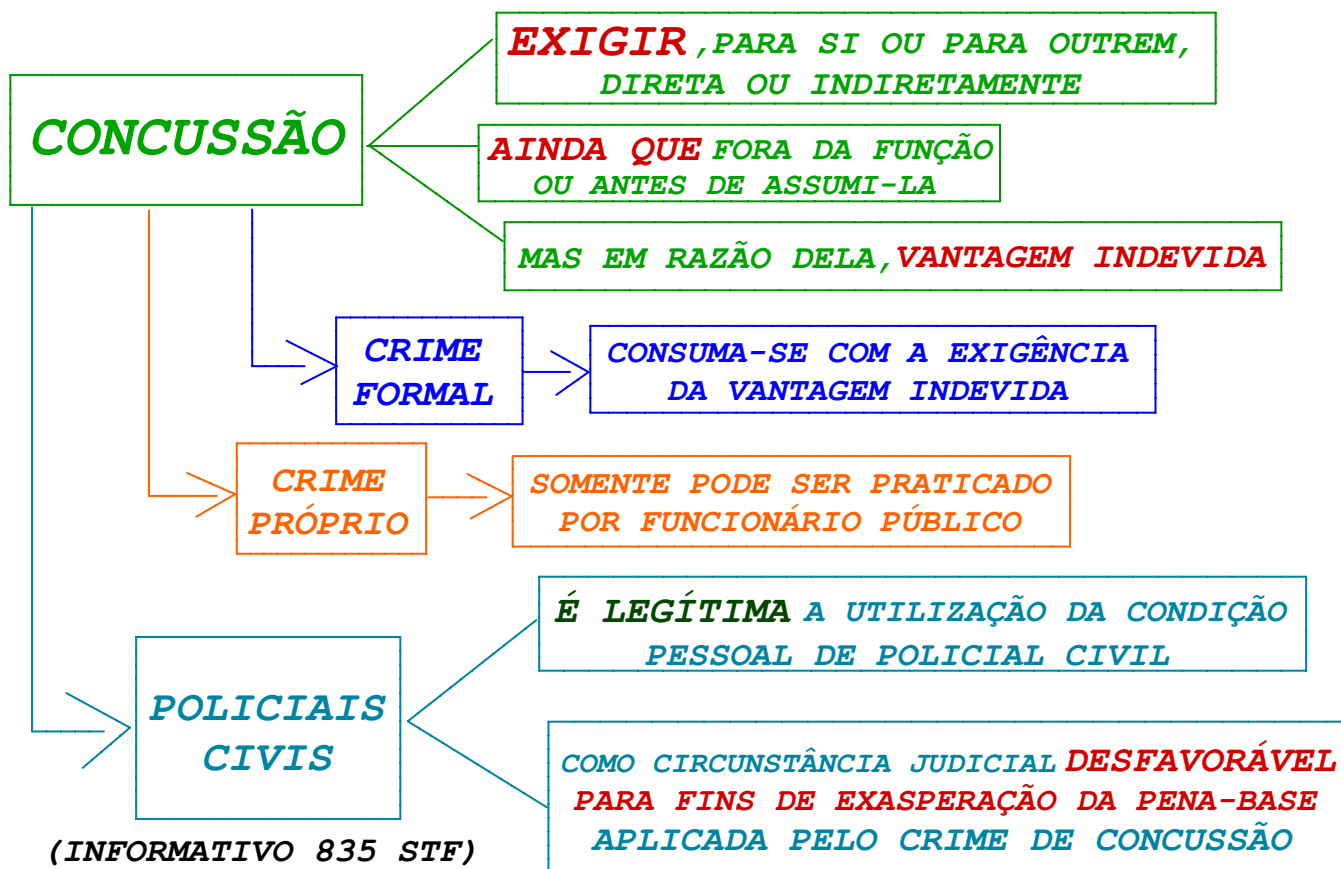 CONCUSSÃO
EXIGIR,PARA SI OU PARA OUTREM,
DIRETA OU INDIRETAMENTE
AINDA QUE FORA DA FUNÇÃO
OU ANTES DE ASSUMI-LA
MAS EM RAZÃO DELA,VANTAGEM INDEVIDA
CRIME
FORMAL
CONSUMA-SE COM A EXIGÊNCIA
DA VANTAGEM INDEVIDA
CRIME
PRÓPRIO
SOMENTE PODE SER PRATICADO
POR FUNCIONÁRIO PÚBLICO
POLICIAIS
CIVIS
(INFORMATIVO 835 STF)
É LEGÍTIMA A UTILIZAÇÃO DA CONDIÇÃO
PESSOAL DE POLICIAL CIVIL
COMO CIRCUNSTÂNCIA JUDICIAL DESFAVORÁVEL
PARA FINS DE EXASPERAÇÃO DA PENA-BASE
APLICADA PELO CRIME DE CONCUSSÃO